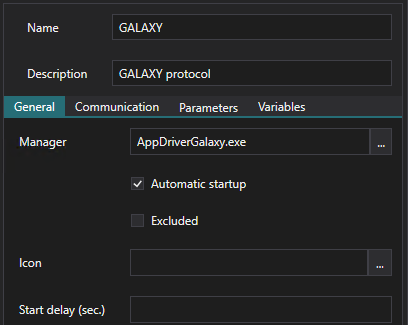 Name GALAXY
Description GALAXY protocol
General Communication Parameters Variables
Manager AppDriverGalaxy.exe ...
Automatic startup
Excluded
Icon ...
Start delay (sec.)